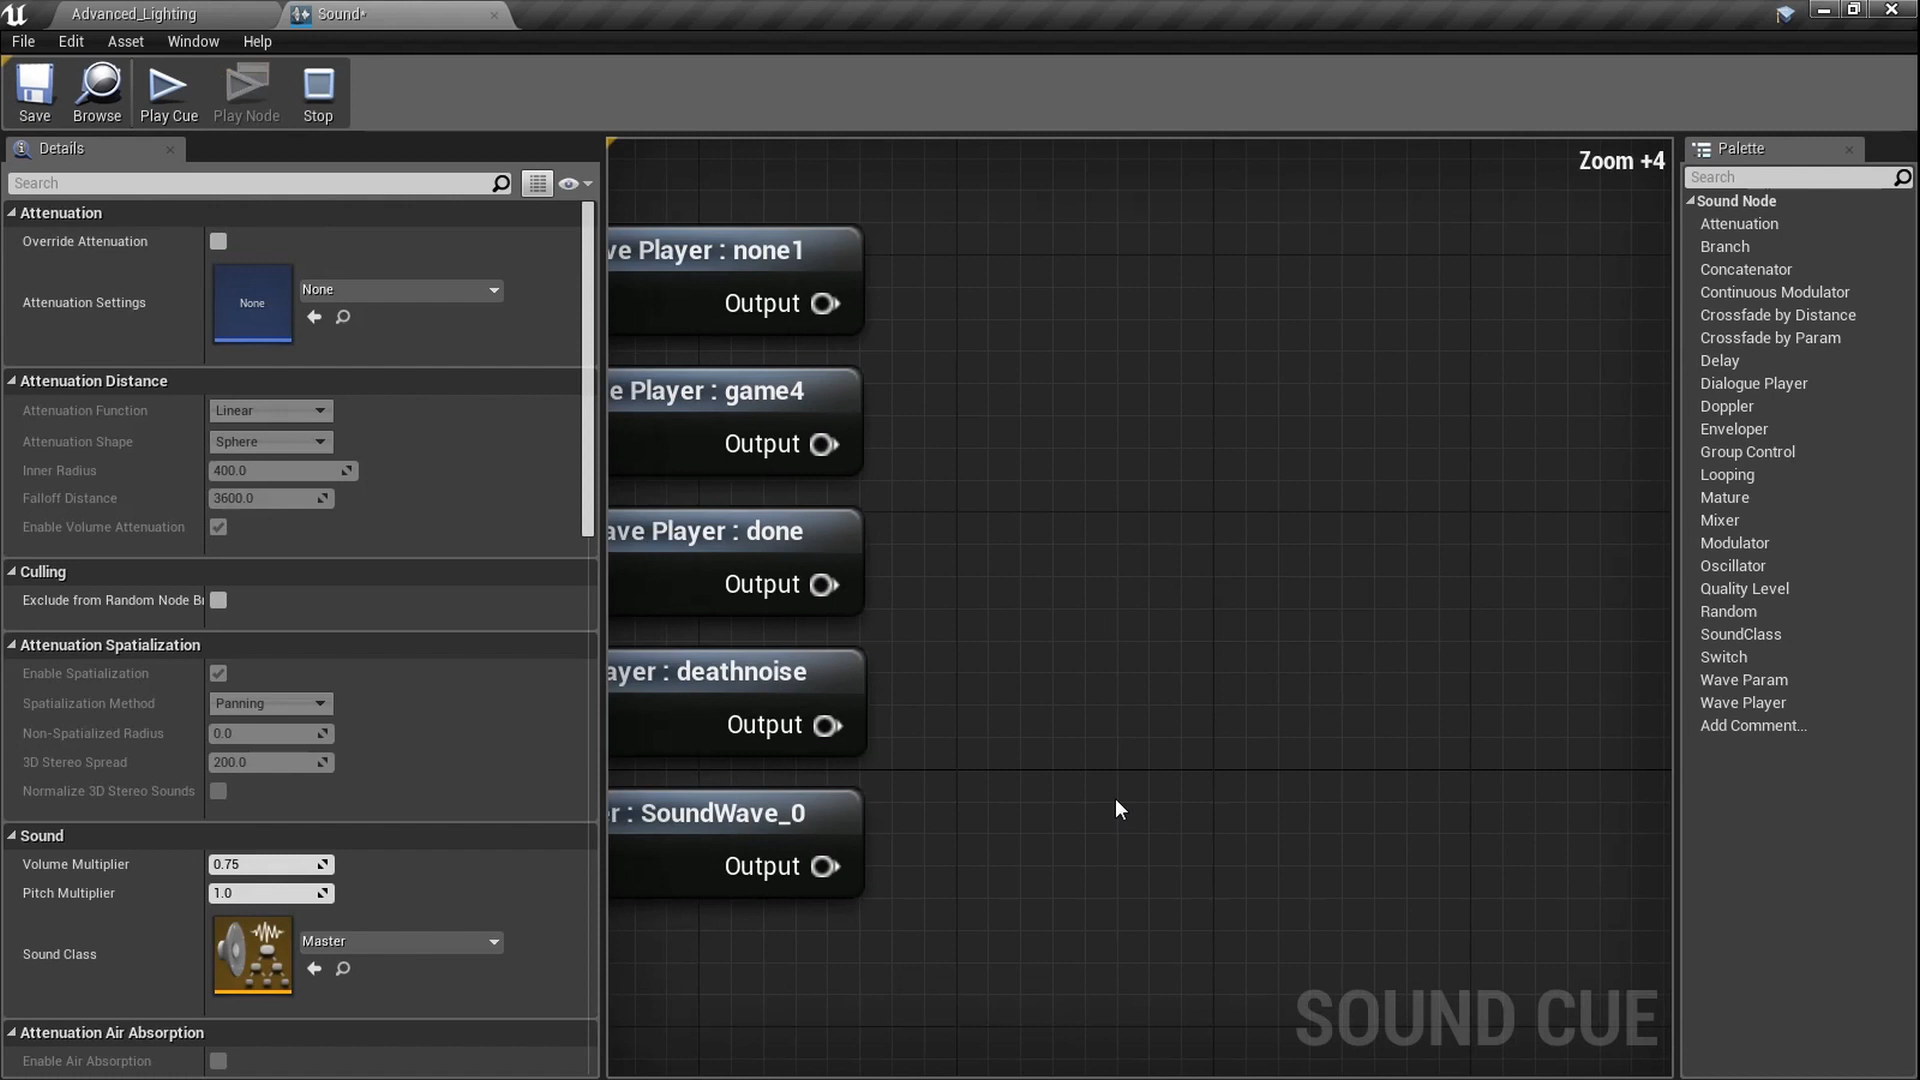 Advanced_Lighting
Sound*
File Edit Asset Window Help
Save
Browse
Play Cue
Play Node
Stop
Details
Search
Attenuation
Override Attenuation
Attenuation Settings
None
None
Attenuation Distance
Attenuation Function
Linear
Attenuation Shape
Sphere
Inner Radius
400.0
Falloff Distance
3600.0
Enable Volume Attenuation
Culling
Exclude from Random Node Br
Attenuation Spatialization
Enable Spatialization
Spatialization Method
Panning
Non-Spatialized Radius
0.0
3D Stereo Spread
200.0
Normalize 3D Stereo Sounds
Sound
Volume Multiplier
0.75
Pitch Multiplier
1.0
Sound Class
Master
Attenuation Air Absorption
Enable Air Absorption
Zoom +4
ve Player : none1
Output
e Player : game4
Output
ave Player : done
Output
ayer : deathnoise
Output
er : SoundWave_0
Output
SOUND CUE
Palette
Search
Sound Node
Attenuation
Branch
Concatenator
Continuous Modulator
Crossfade by Distance
Crossfade by Param
Delay
Dialogue Player
Doppler
Enveloper
Group Control
Looping
Mature
Mixer
Modulator
Oscillator
Quality Level
Random
SoundClass
Switch
Wave Param
Wave Player
Add Comment...